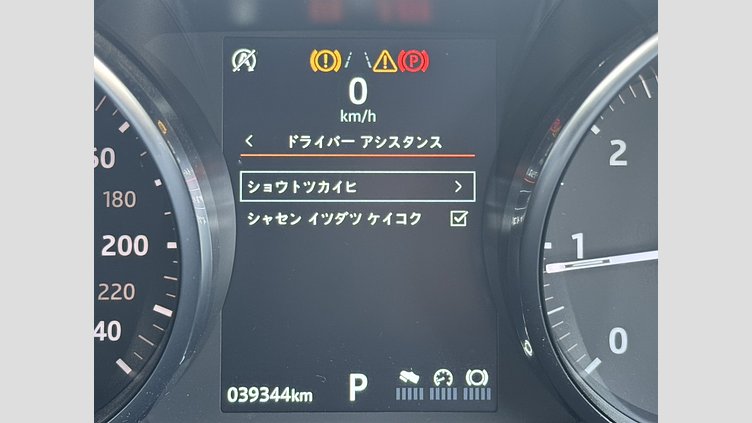 0
km/h
ドライバー アシスタンス
ショウトツカイヒ
シャセン イツダツ ケイコク
039344km
P
180
200
220
40
2
1
0